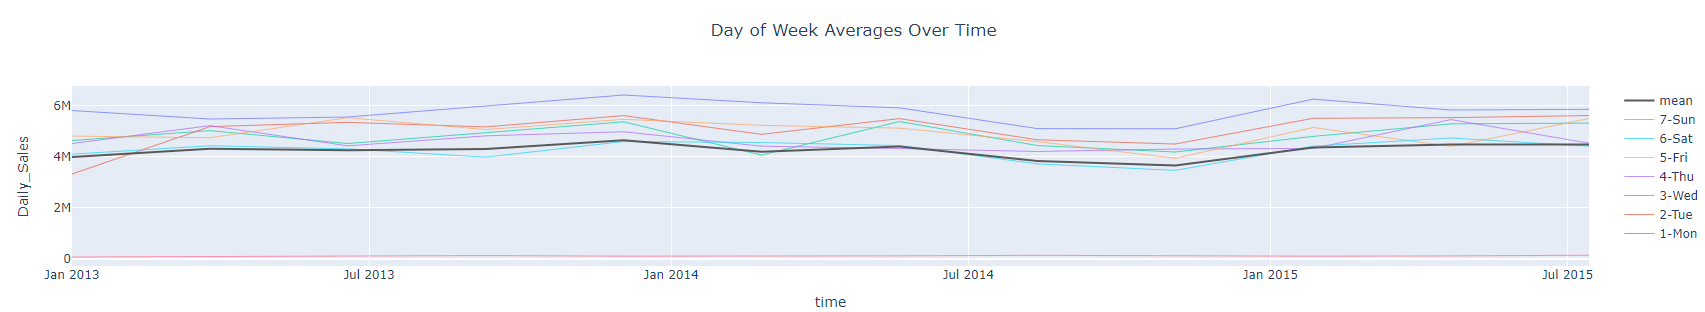 Day of Week Averages Over Time
Daily_Sales
6M
4M
2M
0
Jan 2013
Jul 2013
Jan 2014
Jul 2014
Jan 2015
Jul 2015
time
mean
7-Sun
6-Sat
5-Fri
4-Thu
3-Wed
2-Tue
1-Mon